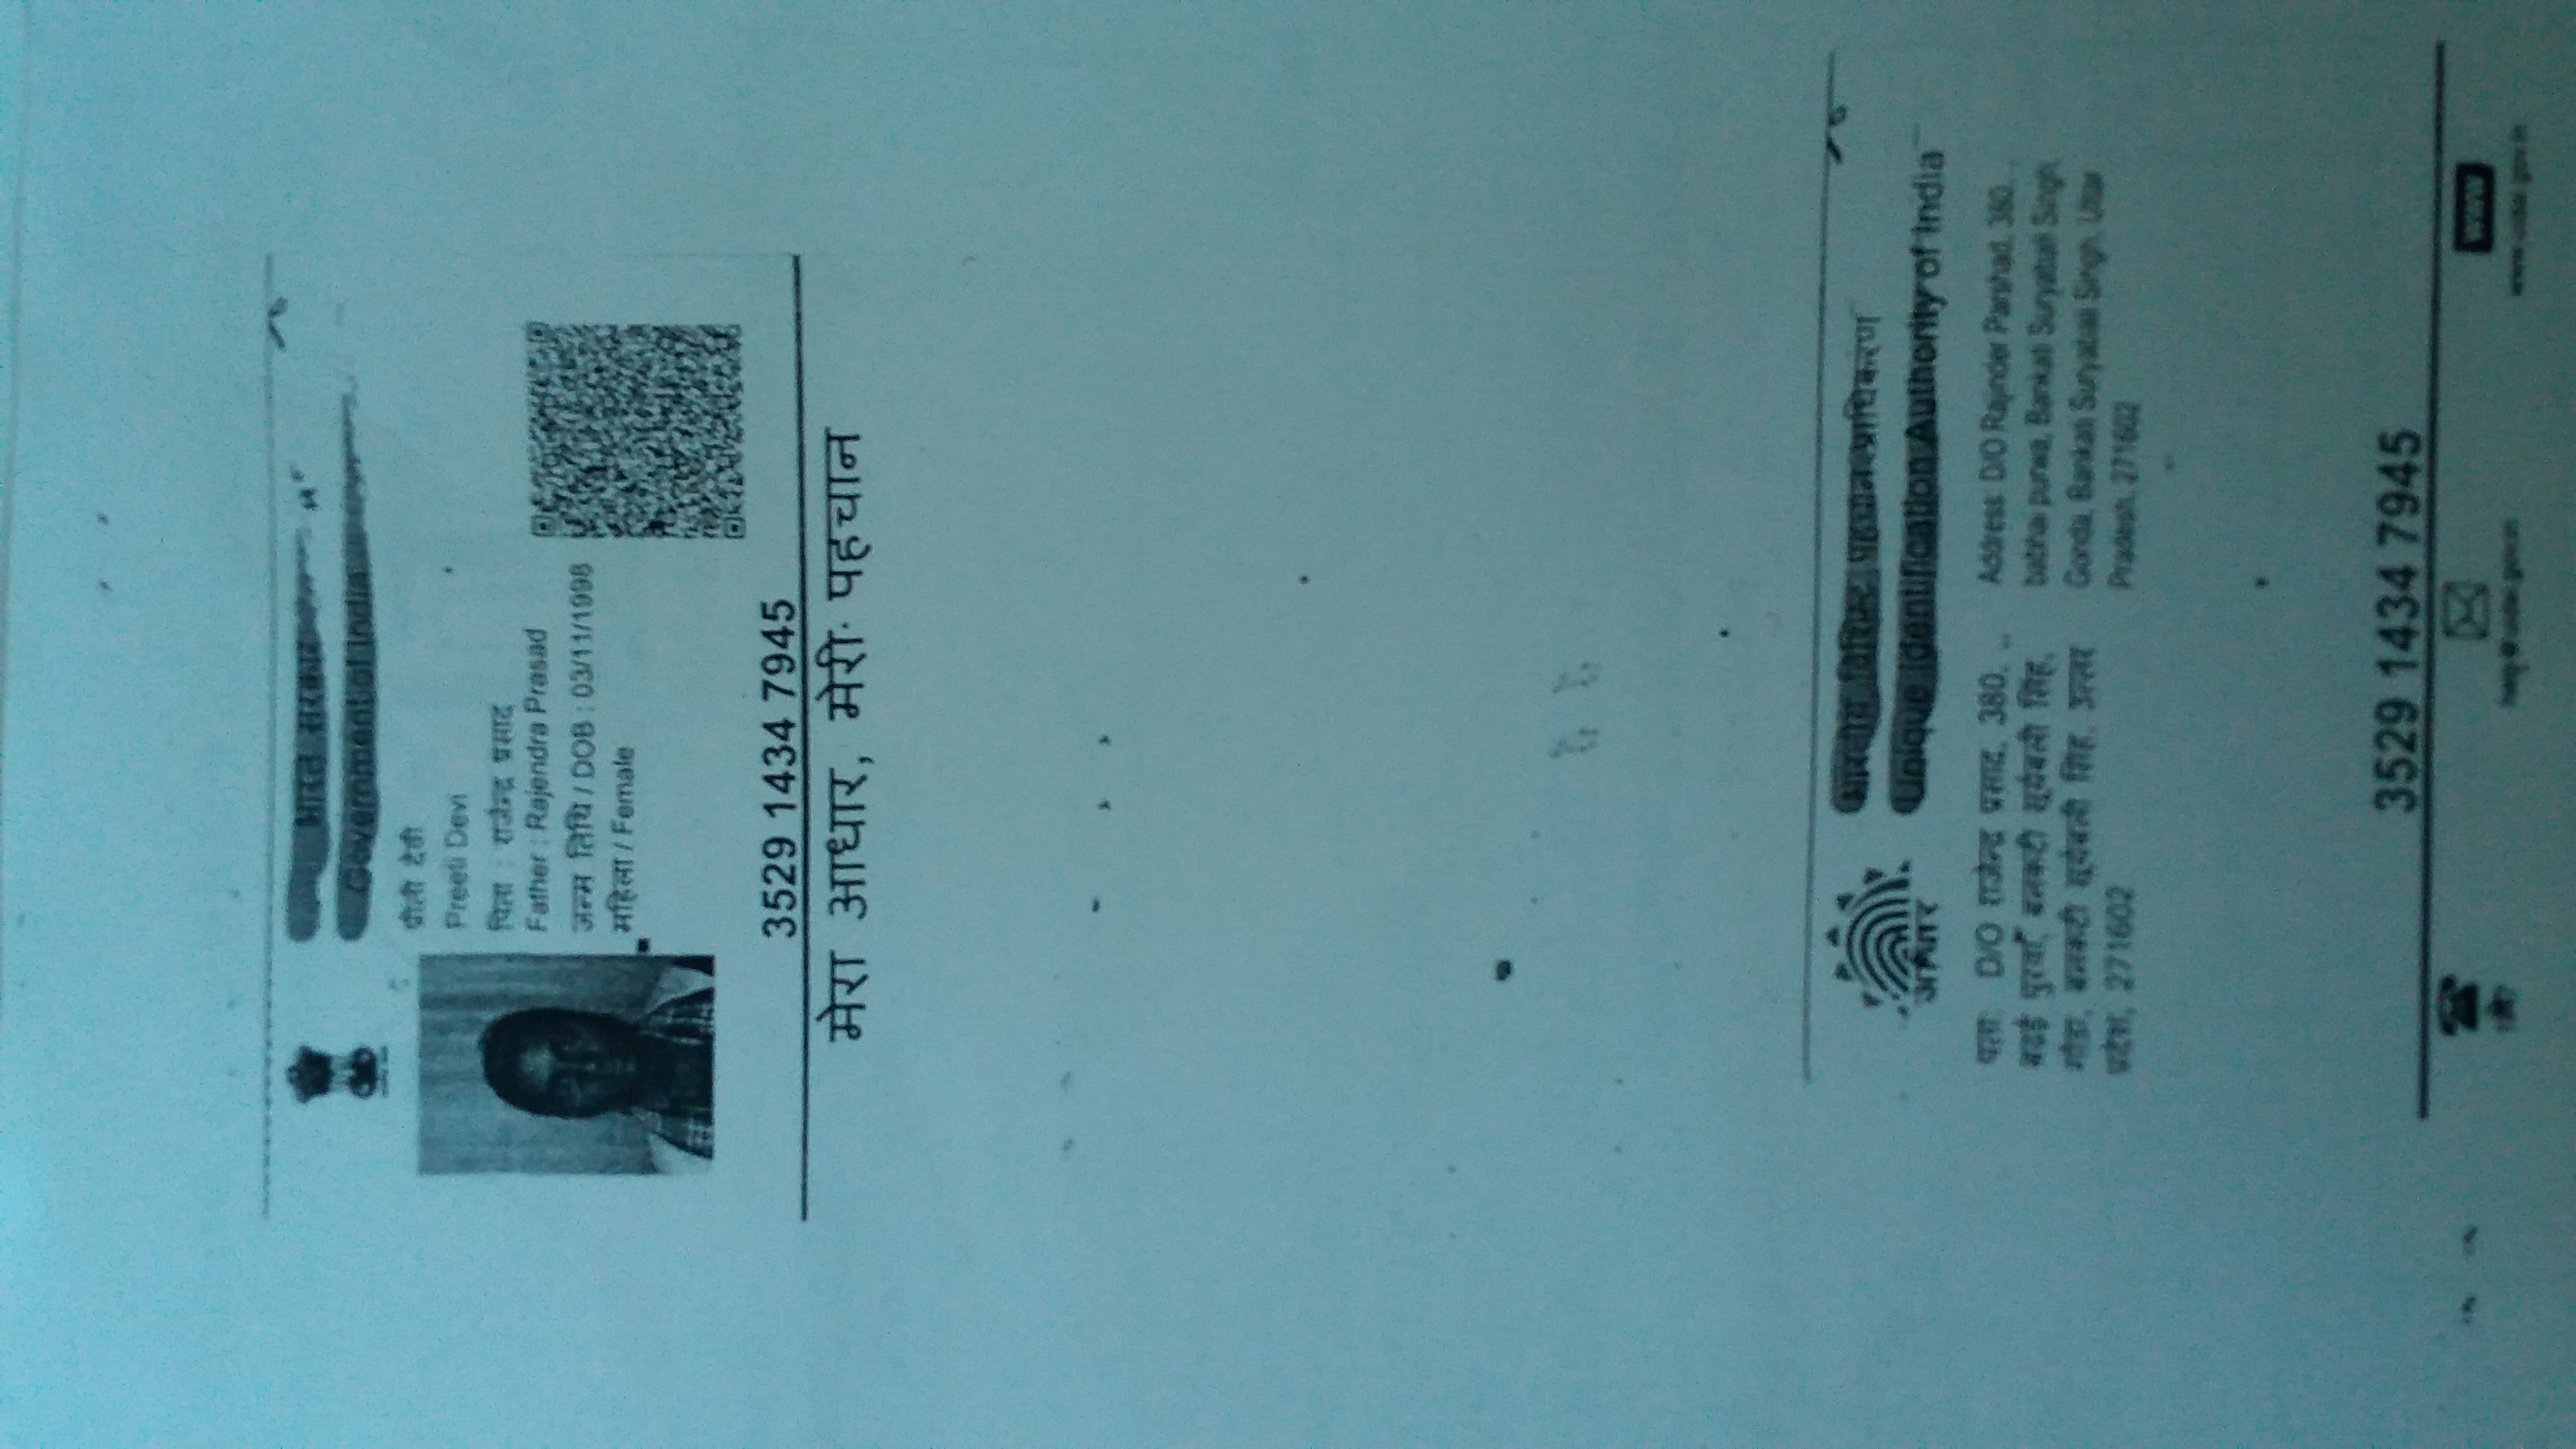 भारत सरकार
Government of India
प्रीती देवी
Preeti Devi
पिता : राजेन्द्र प्रसाद
Father : Rajendra Prasad
जन्म तिथि / DOB : 03/11/1998
महिला / Female
3529 1434 7945
मेरा आधार, मेरी पहचान
आधार
भारतीय विशिष्ट पहचान प्राधिकरण
Unique Identification Authority of India
पता: D/O राजेन्द्र प्रसाद, 380,
बढई पुरवाँ, बनकटी सूर्यबली सिंह,
गोंडा, बनकटी सूर्यबली सिंह, उत्तर
प्रदेश, 271602
Address: D/O Rajinder Parshad, 380,
babhai purwa, Bankati Suryabali Singh,
Gonda, Bankati Suryabali Singh, Uttar
Pradesh, 271602
3529 1434 7945
1947
help@uidai.gov.in
www
www.uidai.gov.in